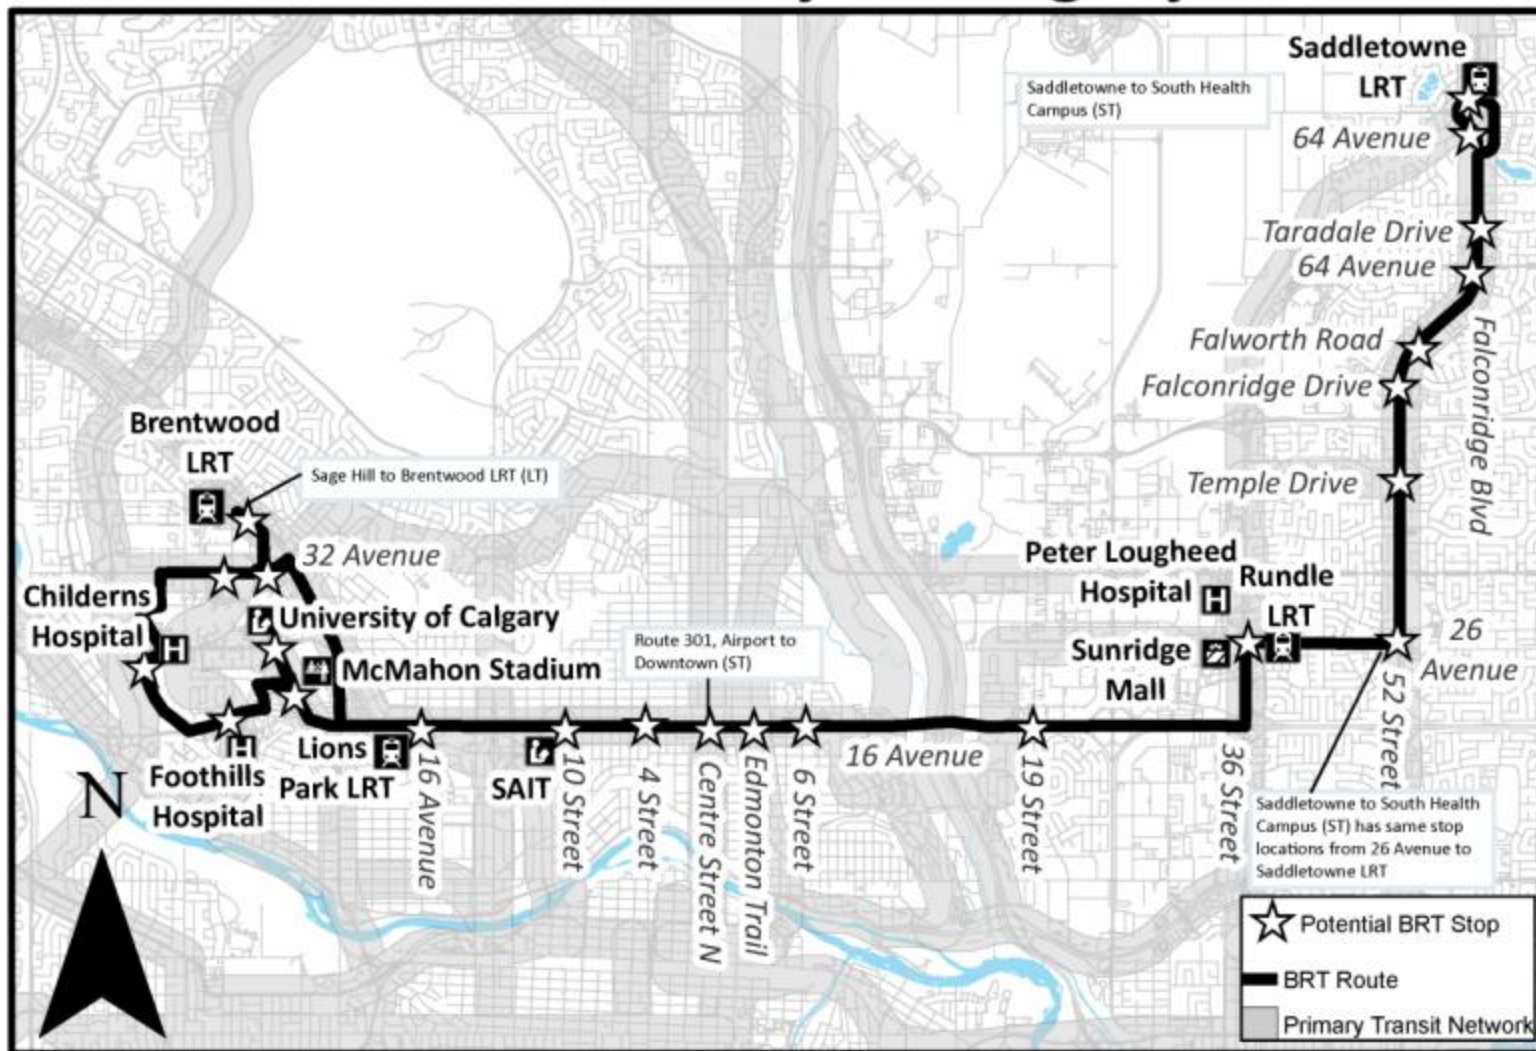 Saddletowne
LRT
Saddletowne to South Health
Campus (ST)
64 Avenue
Taradale Drive
64 Avenue
Falworth Road
Falconridge Drive
Falconridge Blvd
Brentwood
LRT
Sage Hill to Brentwood LRT (LT)
Temple Drive
32 Avenue
Peter Lougheed
Hospital
Rundle
LRT
Childerns
Hospital
H
H
University of Calgary
Route 301, Airport to
Downtown (ST)
26
Avenue
Sunridge
Mall
McMahon Stadium
52 Street
H
Lions
Park LRT
16 Avenue
SAIT
10 Street
4 Street
Centre Street N
Edmonton Trail
6 Street
16 Avenue
19 Street
36 Street
Foothills
Hospital
N
Saddletowne to South Health
Campus (ST) has same stop
locations from 26 Avenue to
Saddletowne LRT
Potential BRT Stop
BRT Route
Primary Transit Network